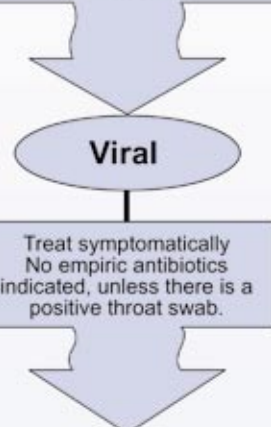 Viral
Treat symptomatically
No empiric antibiotics
indicated, unless there is a
positive throat swab.